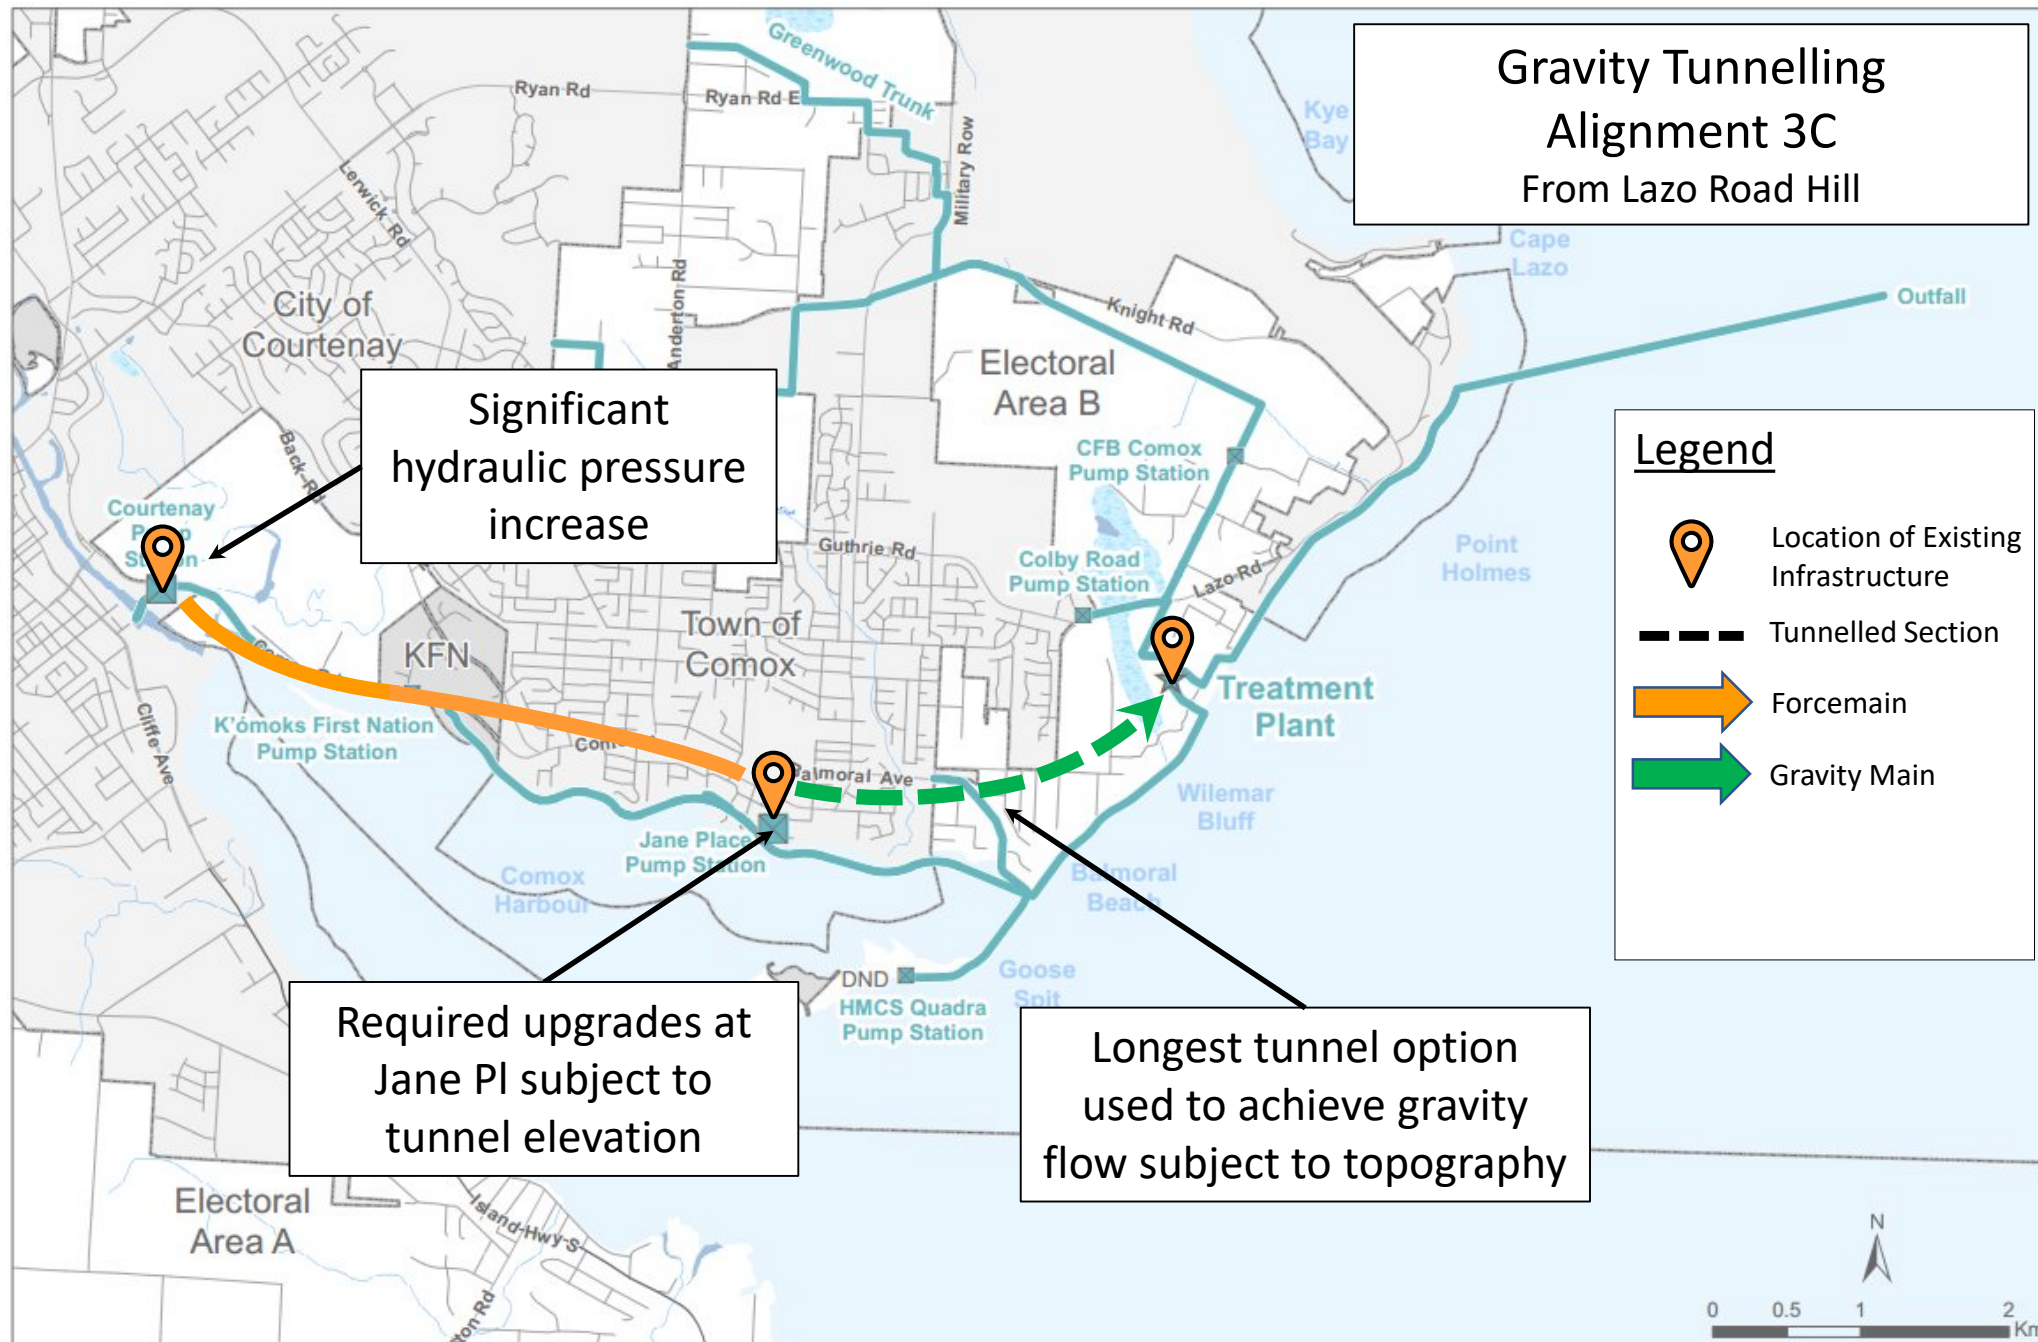 Gravity Tunnelling
Alignment 3C
From Lazo Road Hill
Greenwood Trunk
Ryan Rd
Ryan Rd E
Military Row
Kye
Bay
Lerwick Rd
Anderton Rd
Cape
Lazo
Outfall
City of
Courtenay
Knight Rd
Electoral
Area B
Significant
hydraulic pressure
increase
Back Rd
CFB Comox
Pump Station
Legend
Location of Existing
Infrastructure
Tunnelled Section
Forcemain
Gravity Main
Courtenay
Station
Guthrie Rd
Colby Road
Pump Station
Lazo Rd
Point
Holmes
Town of
Comox
KFN
Treatment
Plant
Cliffe Ave
K'ómoks First Nation
Pump Station
Balmoral Ave
Wilemar
Bluff
Jane Place
Pump Station
Comox
Harbour
Balmoral
Beach
Goose
Spit
DND
HMCS Quadra
Pump Station
Required upgrades at
Jane Pl subject to
tunnel elevation
Longest tunnel option
used to achieve gravity
flow subject to topography
Electoral
Area A
Island Hwy S
N
0 0.5 1 2
Km